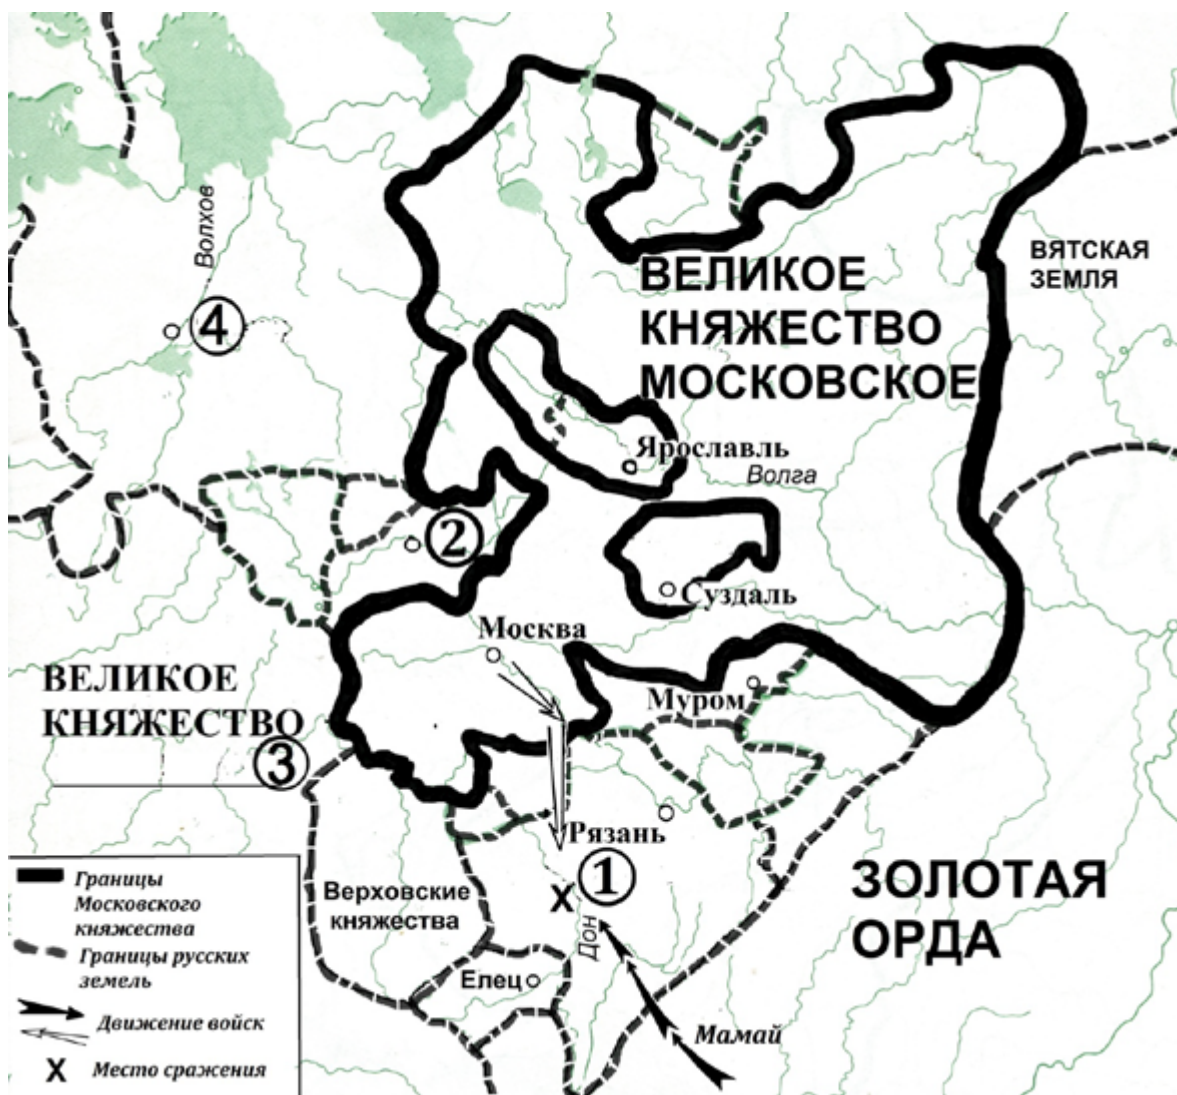 Волхов
4
ВЕЛИКОЕ
КНЯЖЕСТВО
МОСКОВСКОЕ
ВЯТСКАЯ
ЗЕМЛЯ
Ярославль
Волга
2
Суздаль
Москва
ВЕЛИКОЕ
КНЯЖЕСТВО
3
Муром
Рязань
1
Верховские
княжества
Дон
Елец
Мамай
ЗОЛОТАЯ
ОРДА
Границы
Московского
княжества
Границы русских
земель
Движение войск
X Место сражения
X